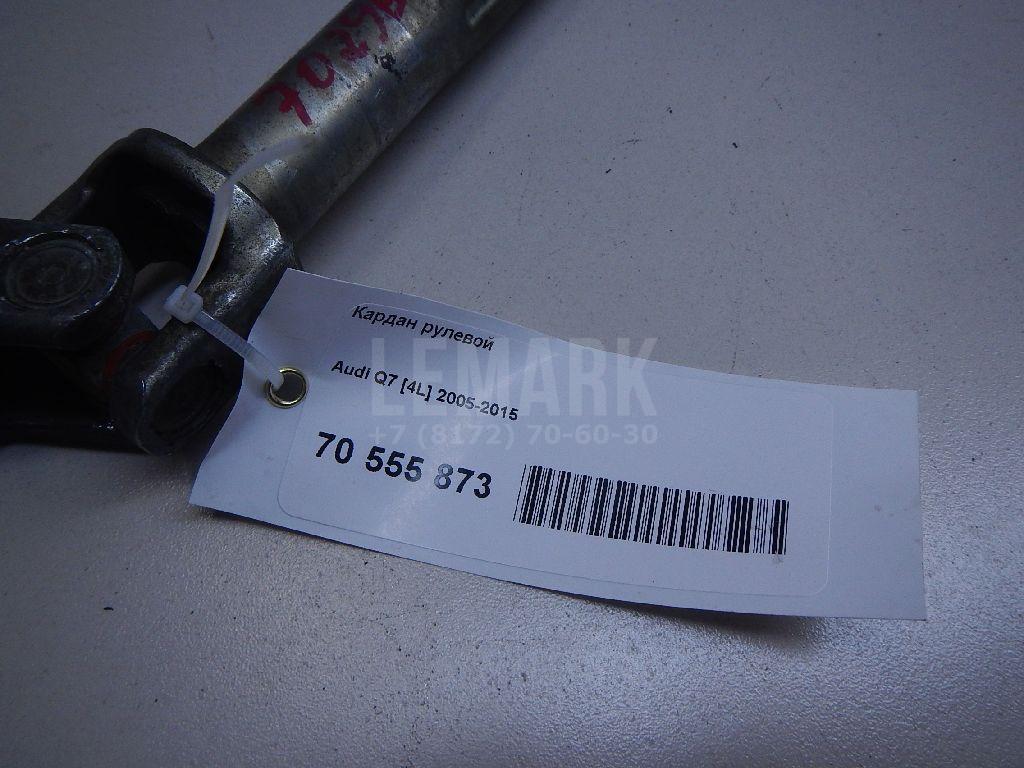 Кардан рулевой
Audi Q7 [4L] 2005-2015
70 555 873
LEMARK
+7 (8172) 70-60-30